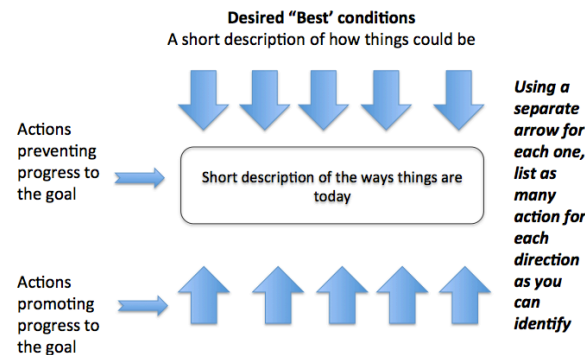 Desired “Best’ conditions
A short description of how things could be
Actions
preventing
progress to
the goal
Short description of the ways things are
today
Using a
separate
arrow for
each one,
list as
many
action for
each
direction
as you
can
identify
Actions
promoting
progress to
the goal